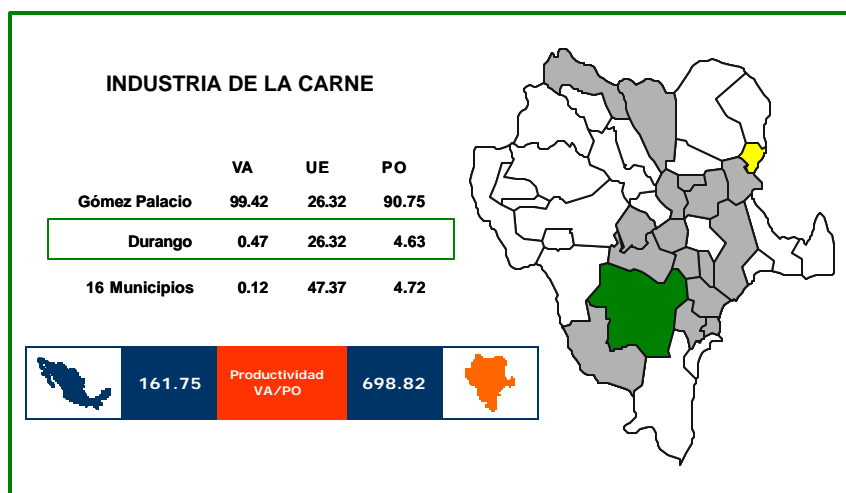 INDUSTRIA DE LA CARNE
VA UE PO
Gómez Palacio 99.42 26.32 90.75
Durango 0.47 26.32 4.63
16 Municipios 0.12 47.37 4.72
161.75 Productividad 698.82
VA/PO